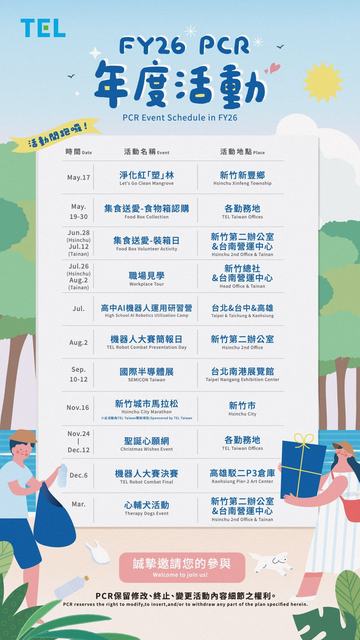 TEL
FY26 PCR
年度活動
PCR Event Schedule in FY26
活動開跑囉！
時間 Date 活動名稱 Event 活動地點 Place
May.17 淨化紅「塑」林 新竹新豐鄉
Let's Go Clean Mangrove Hsinchu Xinfeng Township
May. 19-30 集食送愛-食物箱認購 各勤務地
Food Box Collection TEL Taiwan Offices
Jun.28 (Hsinchu) Jul.12 (Tainan) 集食送愛-裝箱日 新竹第二辦公室&台南營運中心
Food Box Volunteer Activity Hsinchu 2nd Office & Tainan
Jul.26 (Hsinchu) Aug.2 (Tainan) 職場見學 新竹總社&台南營運中心
Workplace Tour Head Office & Tainan
Jul. 高中AI機器人運用研習營 台北&台中&高雄
High School AI Robotics Utilization Camp Taipei & Taichung & Kaohsiung
Aug.2 機器人大賽簡報日 新竹第二辦公室
TEL Robot Combat Presentation Day Hsinchu 2nd Office
Sep. 10-12 國際半導體展 台北南港展覽館
SEMICON Taiwan Taipei Nangang Exhibition Center
Nov.16 新竹城市馬拉松 新竹市
Hsinchu City Marathon Hsinchu City
Sponsored by TEL Taiwan
Nov.24 | Dec.12 聖誕心願網 各勤務地
Christmas Wishes Event TEL Taiwan Offices
Dec.6 機器人大賽決賽 高雄駁二P3倉庫
TEL Robot Combat Final Kaohsiung Pier 2 Art Center
Mar. 心輔犬活動 新竹第二辦公室&台南營運中心
Therapy Dogs Event Hsinchu 2nd Office & Tainan
誠摯邀請您的參與
Welcome to join us!
PCR保留修改、終止、變更活動內容細節之權利。
PCR reserves the right to modify,to insert,and/or to withdraw any part of the plan specified herein.